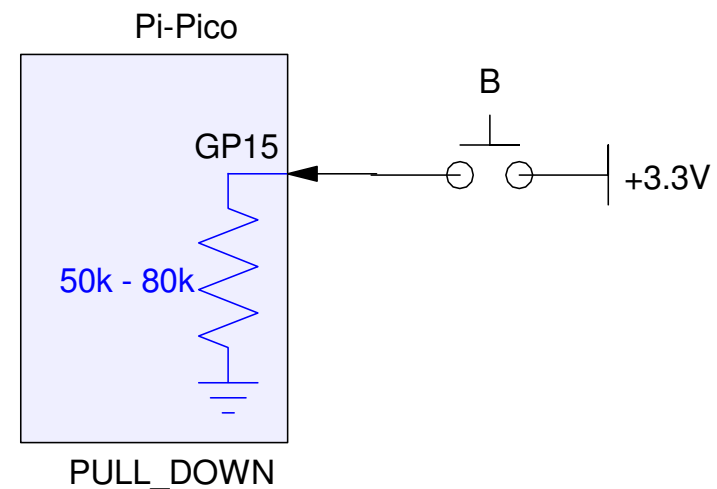 Pi-Pico
B
GP15
+3.3V
50k - 80k
PULL_DOWN